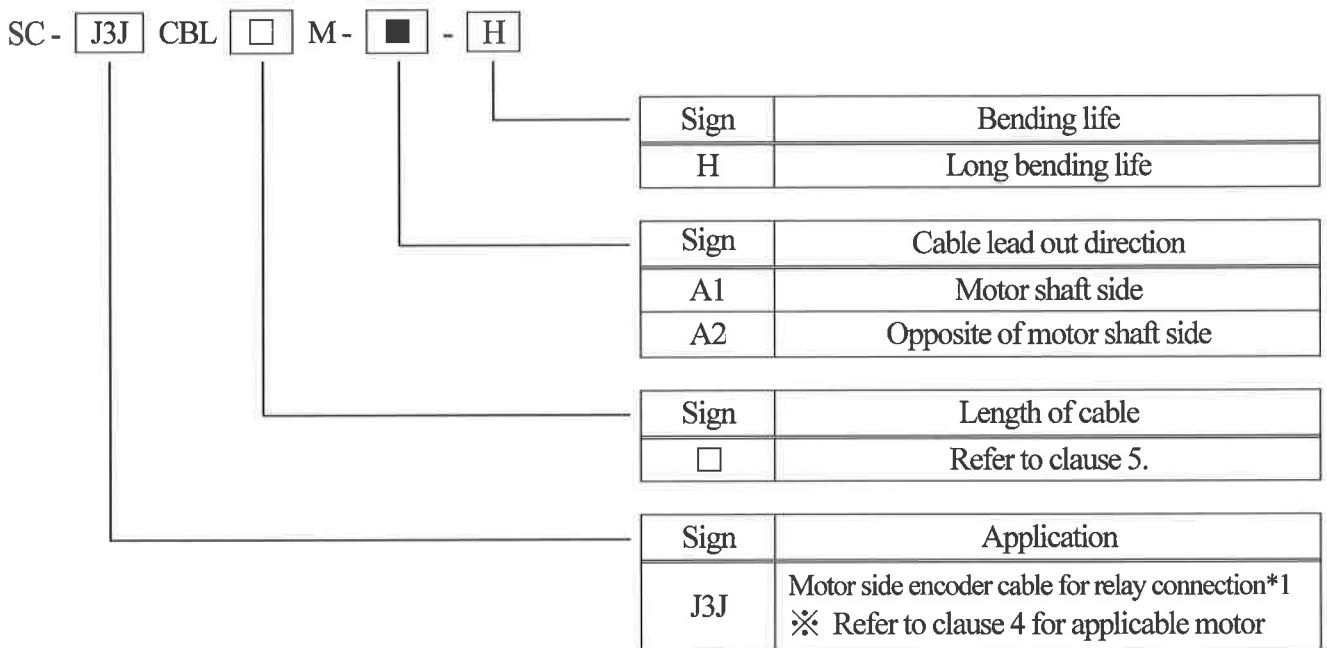 SC - J3J CBL □ M - ■ - H
Sign Bending life
H Long bending life
Sign Cable lead out direction
A1 Motor shaft side
A2 Opposite of motor shaft side
Sign Length of cable
□ Refer to clause 5.
Sign Application
J3J Motor side encoder cable for relay connection*1
※ Refer to clause 4 for applicable motor